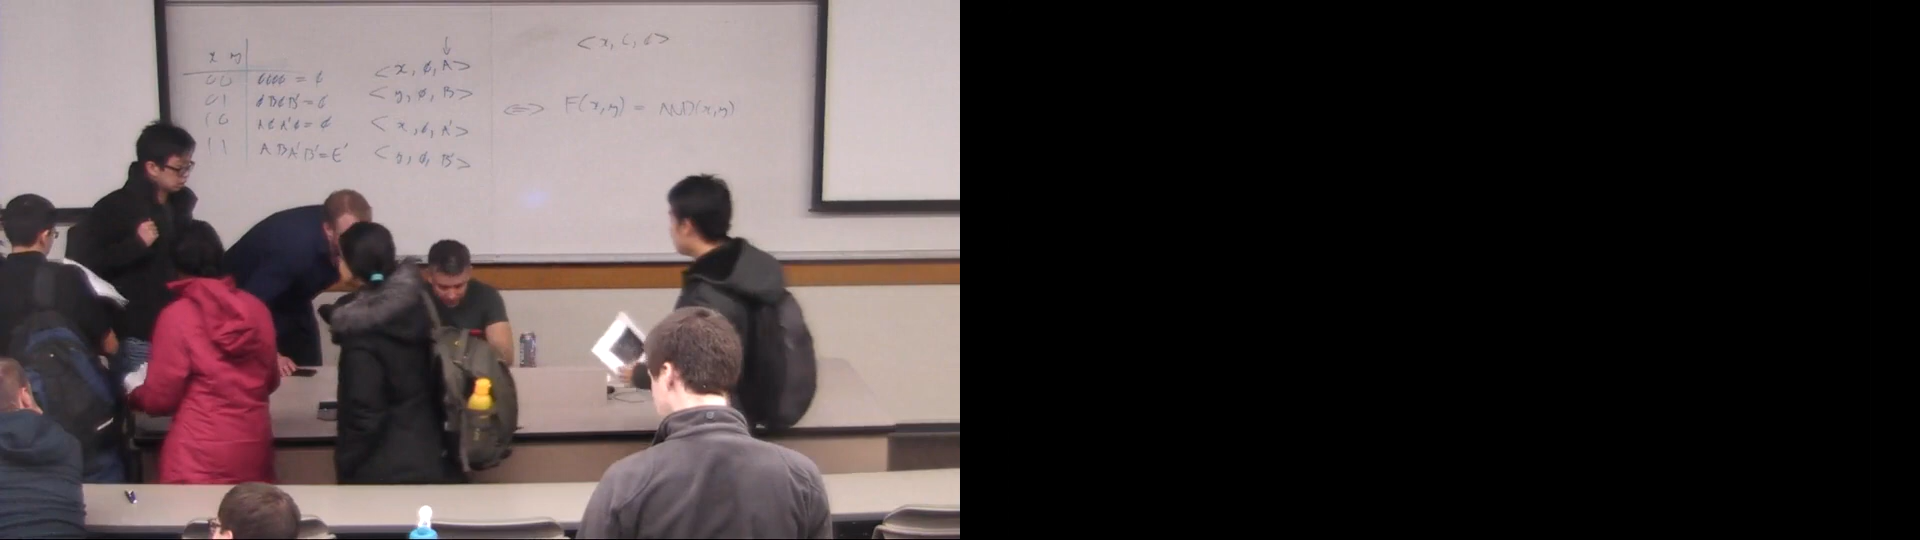 x y
00 ¢¢¢¢ = ¢
01 ¢B¢B' = ¢
10 A¢A'¢ = ¢
11 ABA'B' = E'
↓
<x, ¢, A>
<y, ¢, B>
<x, ¢, A'>
<y, ¢, B'>
<x, C, ¢>
<=> F(x,y) = AND(x,y)